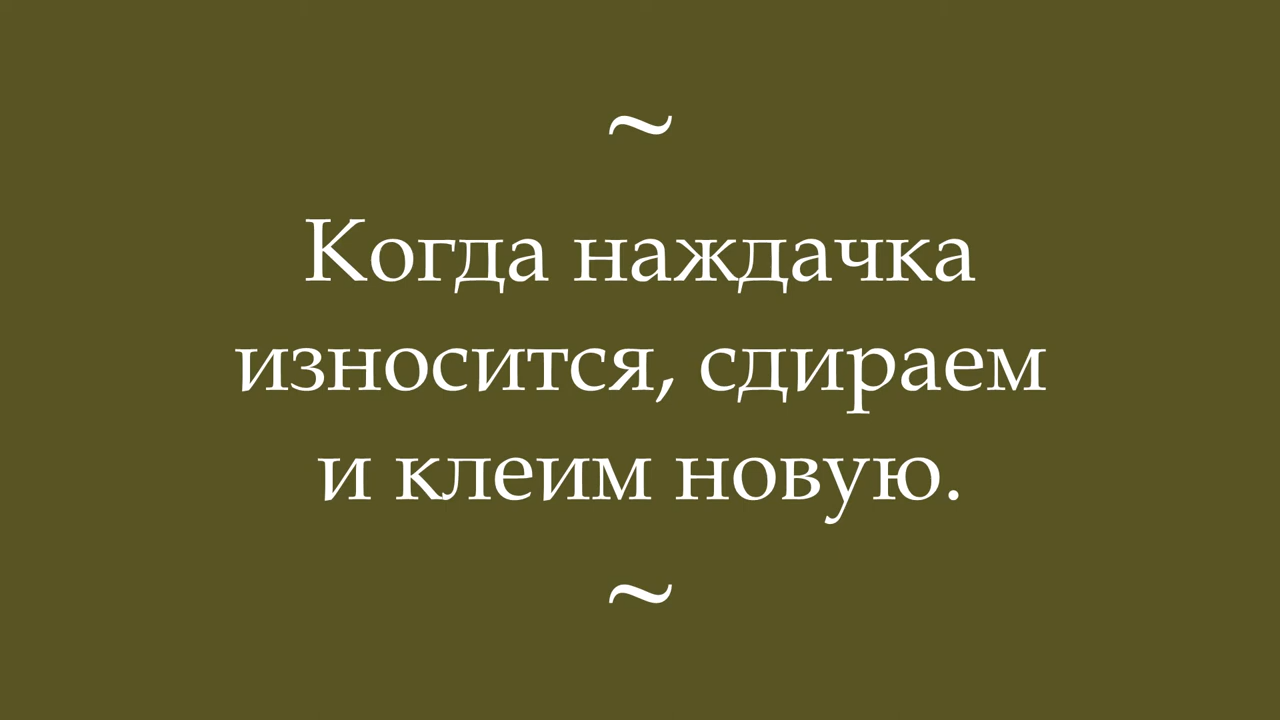 ~
Когда наждачка
износится, сдираем
и клеим новую.
~